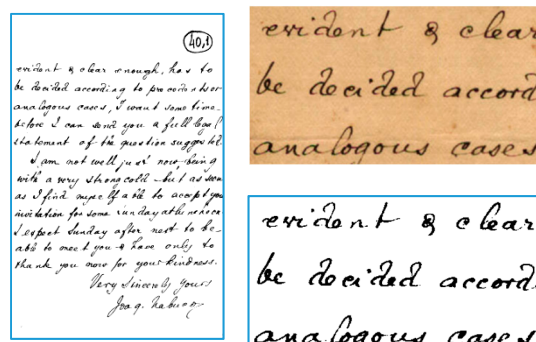 40,1
evident & clear enough, has to
be decided according to precedents or
analogous cases, I want some time
before I can send you a full legal
statement of the question suggested.
I am not well just now, being
with a very strong cold - but as soon
as I find myself able to accept your
invitation for some sunday
I expect Sunday after next to be
able to meet you & have only to
thank you now for your kindness.
Very Sincerely yours
evident & clear
be decided accord
analogous cases
evident & clear
be decided accord
analogous cases